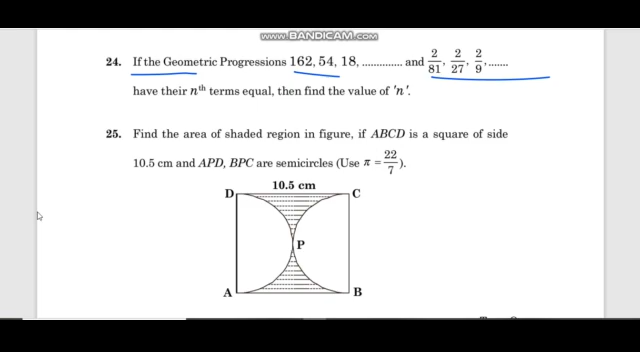 WWW.BANDICAM.COM
24. If the Geometric Progressions 162, 54, 18, .............. and 2/81, 2/27, 2/9, .......
have their nᵗʰ terms equal, then find the value of 'n'.
25. Find the area of shaded region in figure, if ABCD is a square of side
10.5 cm and APD, BPC are semicircles (Use π = 22/7).
10.5 cm
D C
P
A B